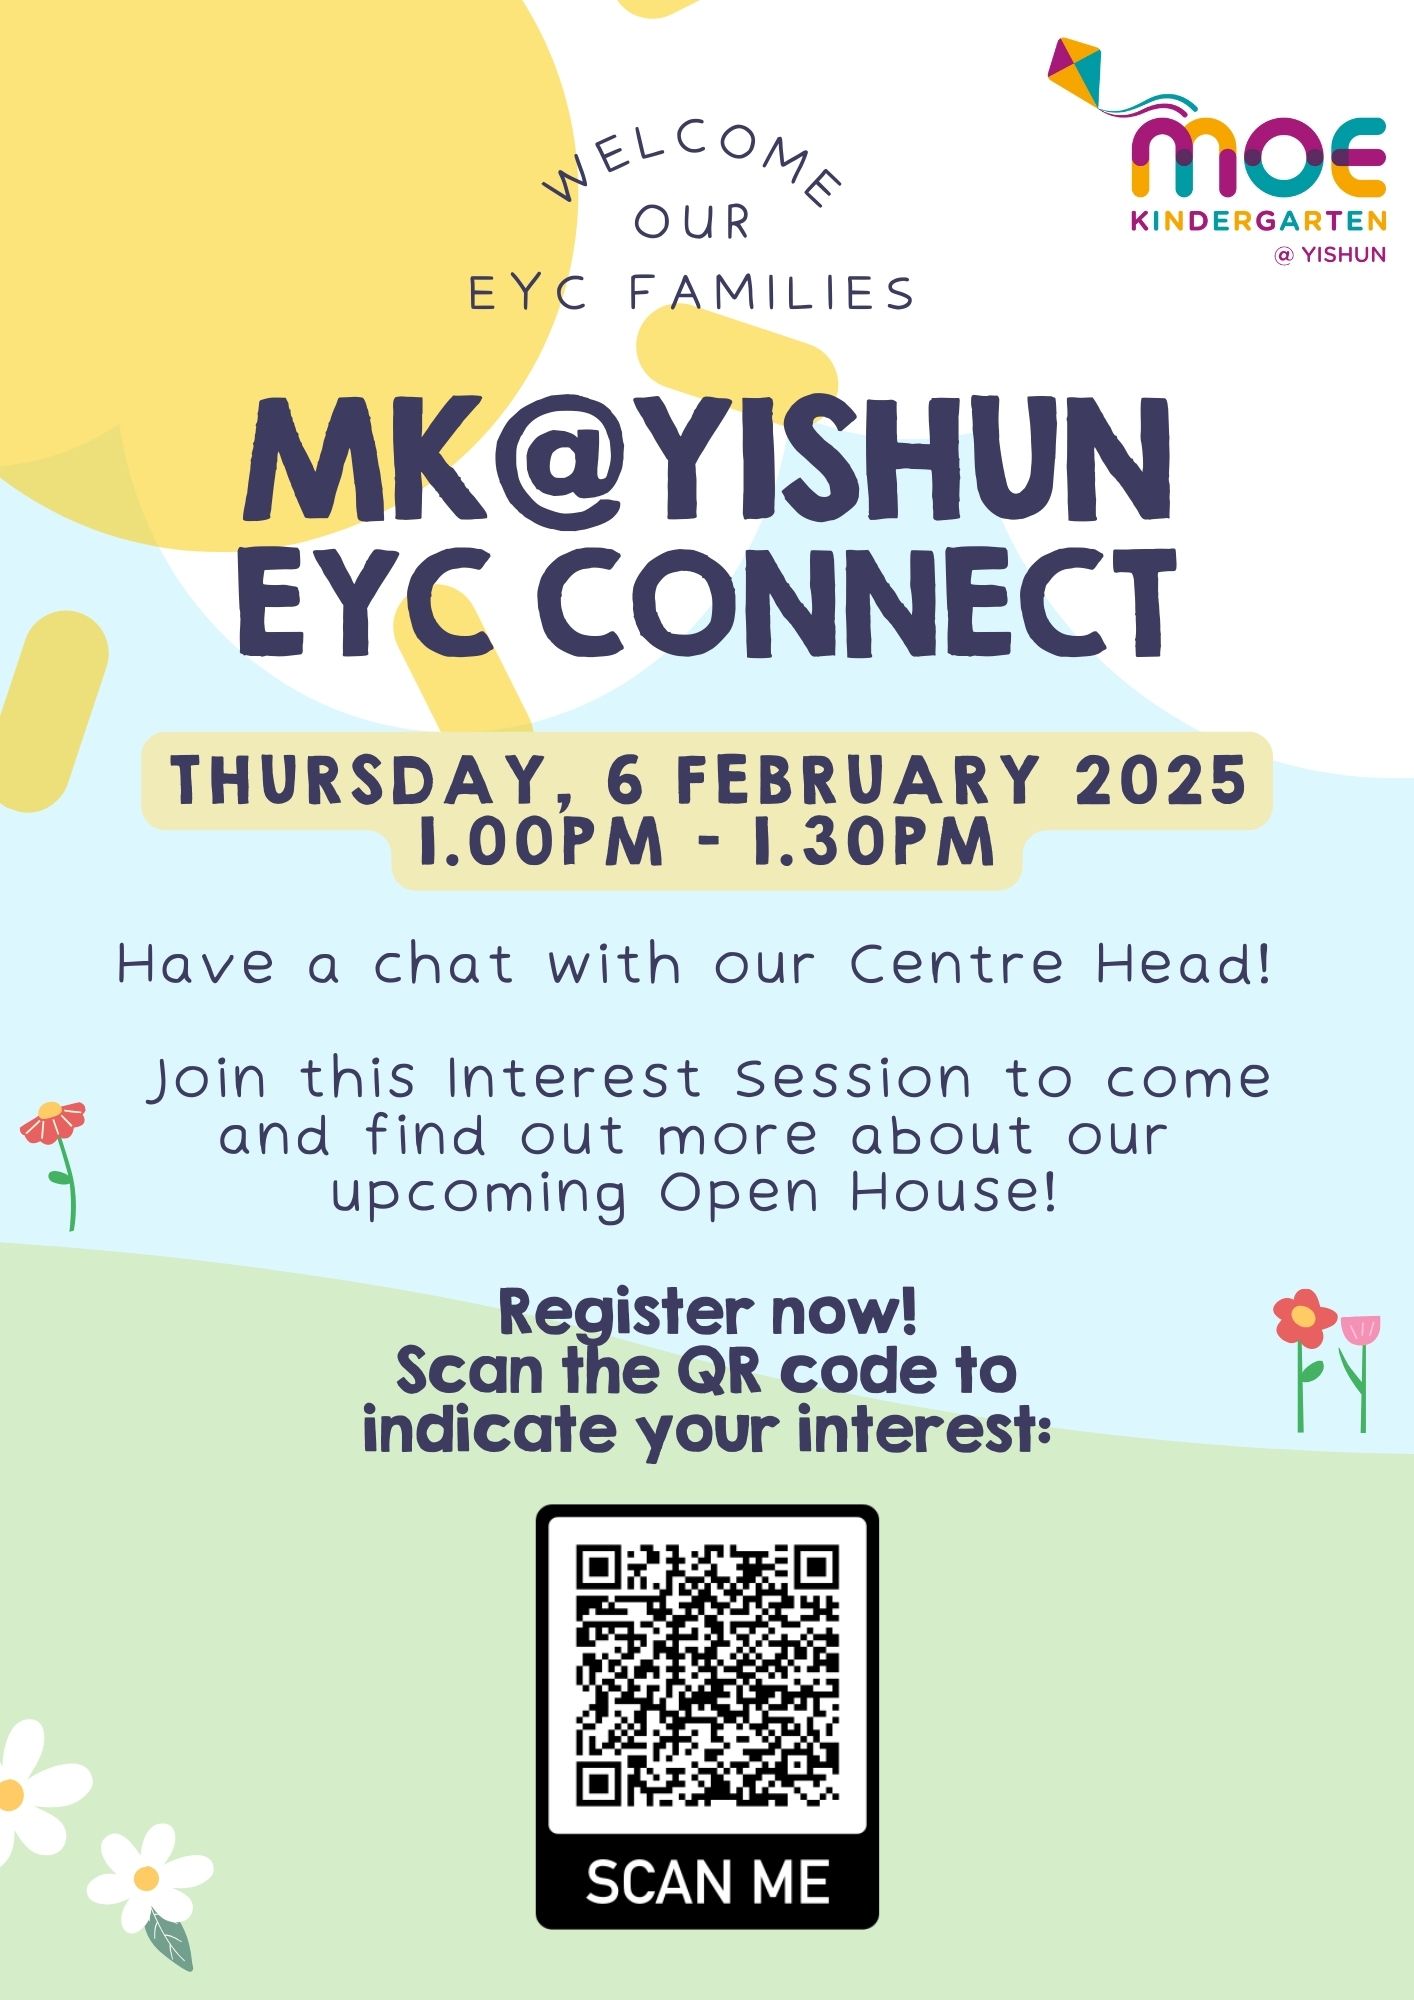 WELCOME
OUR
EYC FAMILIES
moe
KINDERGARTEN
@ YISHUN
MK@YISHUN
EYC CONNECT
THURSDAY, 6 FEBRUARY 2025
1.00PM - 1.30PM
Have a chat with our Centre Head!
Join this Interest Session to come
and find out more about our
upcoming Open House!
Register now!
Scan the QR code to
indicate your interest:
SCAN ME